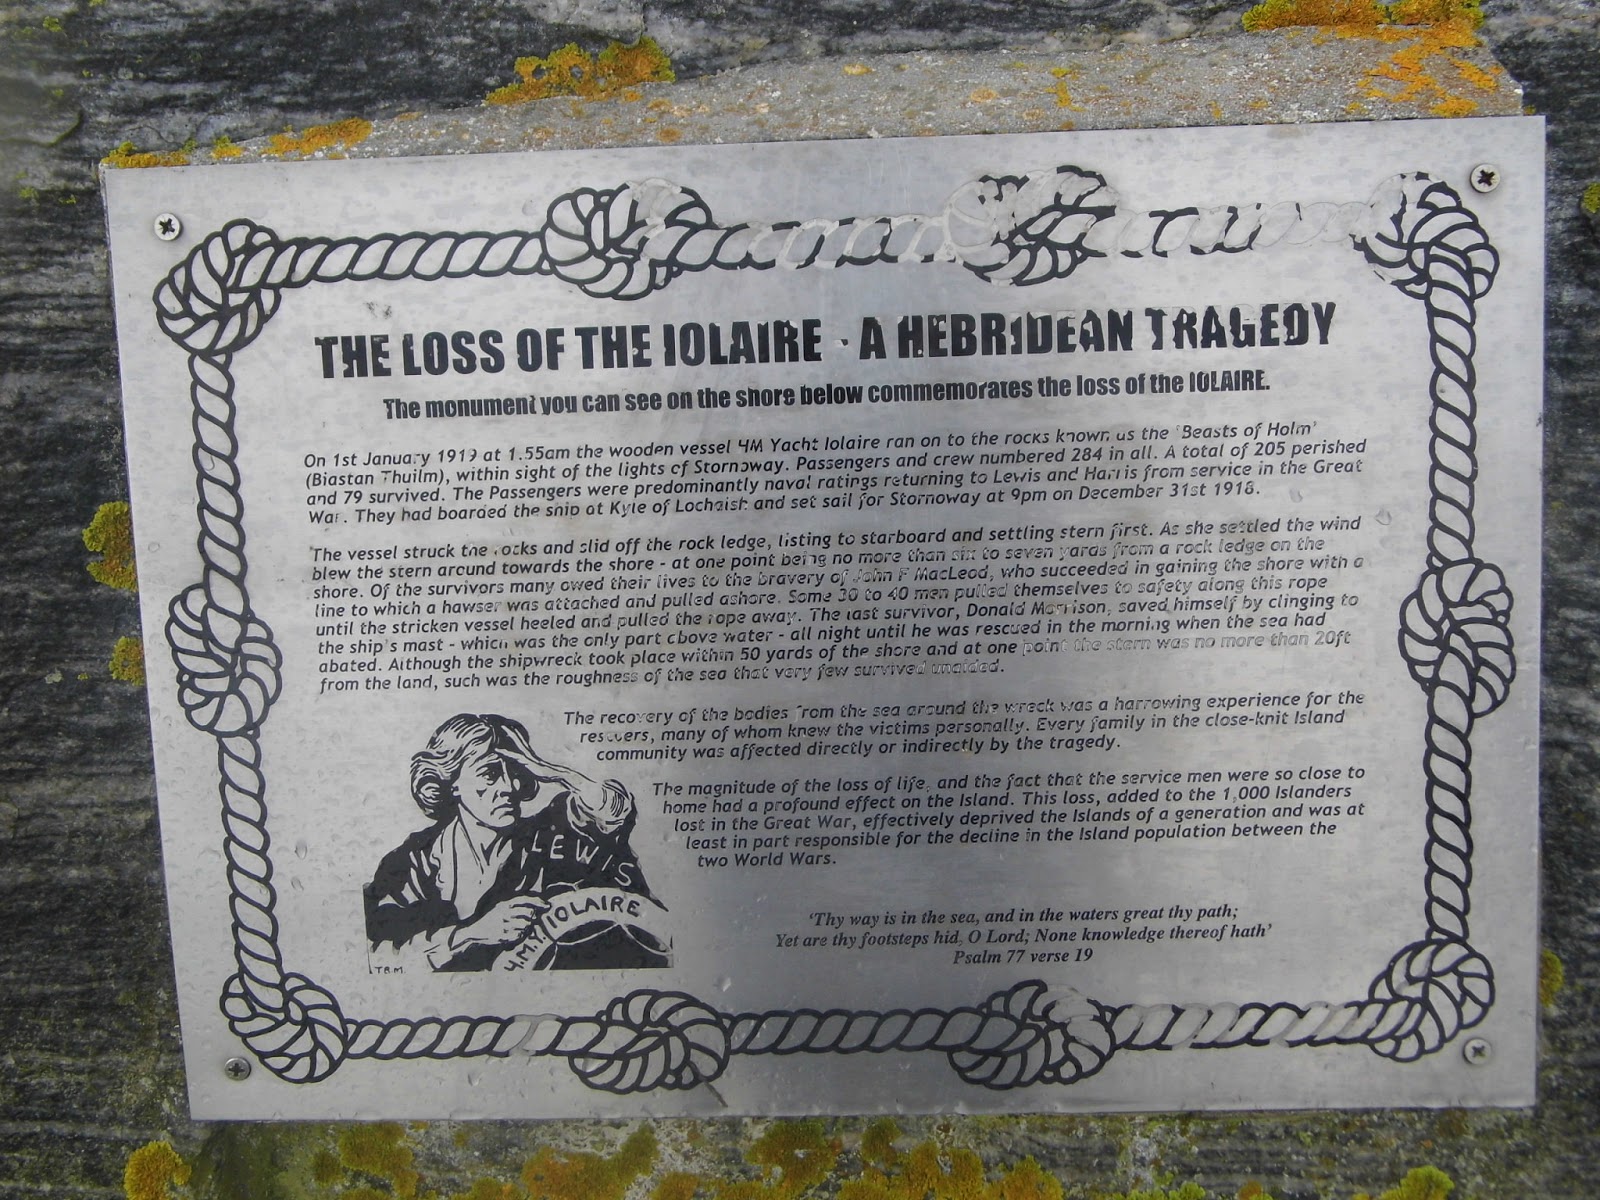 THE LOSS OF THE IOLAIRE - A HEBRIDEAN TRAGEDY
The monument you can see on the shore below commemorates the loss of the IOLAIRE.
On 1st January 1919 at 1.55am the wooden vessel HM Yacht Iolaire ran on to the rocks known as the 'Beasts of Holm'
(Biastan Thuilm), within sight of the lights of Stornoway. Passengers and crew numbered 284 in all. A total of 205 perished
and 79 survived. The Passengers were predominantly naval ratings returning to Lewis and Harris from service in the Great
War. They had boarded the ship at Kyle of Lochalsh and set sail for Stornoway at 9pm on December 31st 1918.
The vessel struck the rocks and slid off the rock ledge, listing to starboard and settling stern first. As she settled the wind
blew the stern around towards the shore - at one point being no more than six to seven yards from a rock ledge on the
shore. Of the survivors many owed their lives to the bravery of John F MacLeod, who succeeded in gaining the shore with a
line to which a hawser was attached and pulled ashore. Some 30 to 40 men pulled themselves to safety along this rope
until the stricken vessel heeled and pulled the rope away. The last survivor, Donald Morrison, saved himself by clinging to
the ship's mast - which was the only part above water - all night until he was rescued in the morning when the sea had
abated. Although the shipwreck took place within 50 yards of the shore and at one point the stern was no more than 20ft
from the land, such was the roughness of the sea that very few survived unaided.
The recovery of the bodies from the sea around the wreck was a harrowing experience for the
rescuers, many of whom knew the victims personally. Every family in the close-knit Island
community was affected directly or indirectly by the tragedy.
The magnitude of the loss of life, and the fact that the service men were so close to
home had a profound effect on the Island. This loss, added to the 1,000 Islanders
lost in the Great War, effectively deprived the Islands of a generation and was at
least in part responsible for the decline in the Island population between the
two World Wars.
LEWIS
H.M.Y. IOLAIRE
T.B.M.
'Thy way is in the sea, and in the waters great thy path;
Yet are thy footsteps hid, O Lord; None knowledge thereof hath'
Psalm 77 verse 19